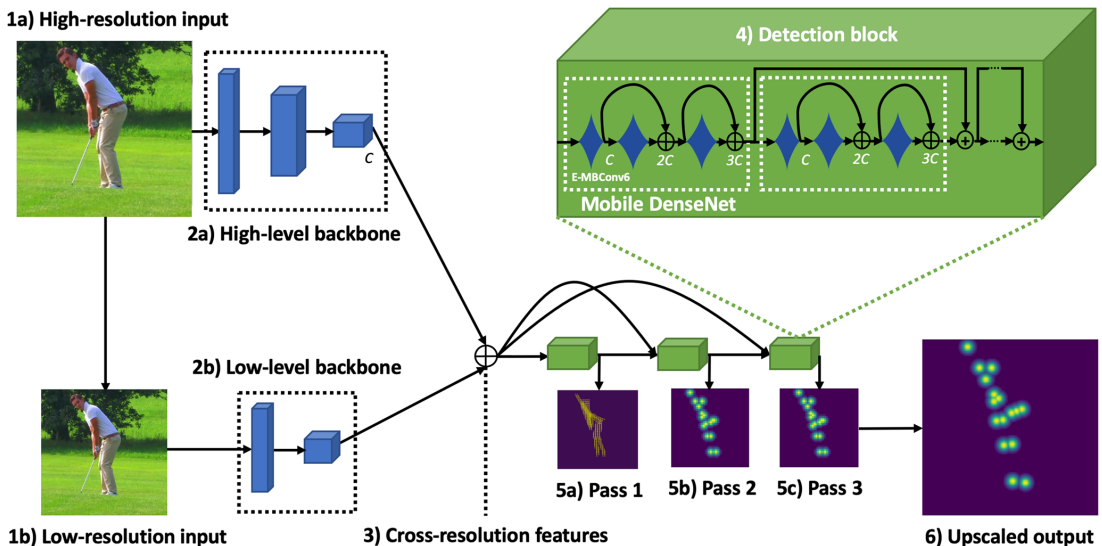 1a) High-resolution input
4) Detection block
C
2C
3C
C
2C
3C
E-MBConv6
Mobile DenseNet
C
2a) High-level backbone
2b) Low-level backbone
5a) Pass 1
5b) Pass 2
5c) Pass 3
1b) Low-resolution input
3) Cross-resolution features
6) Upscaled output